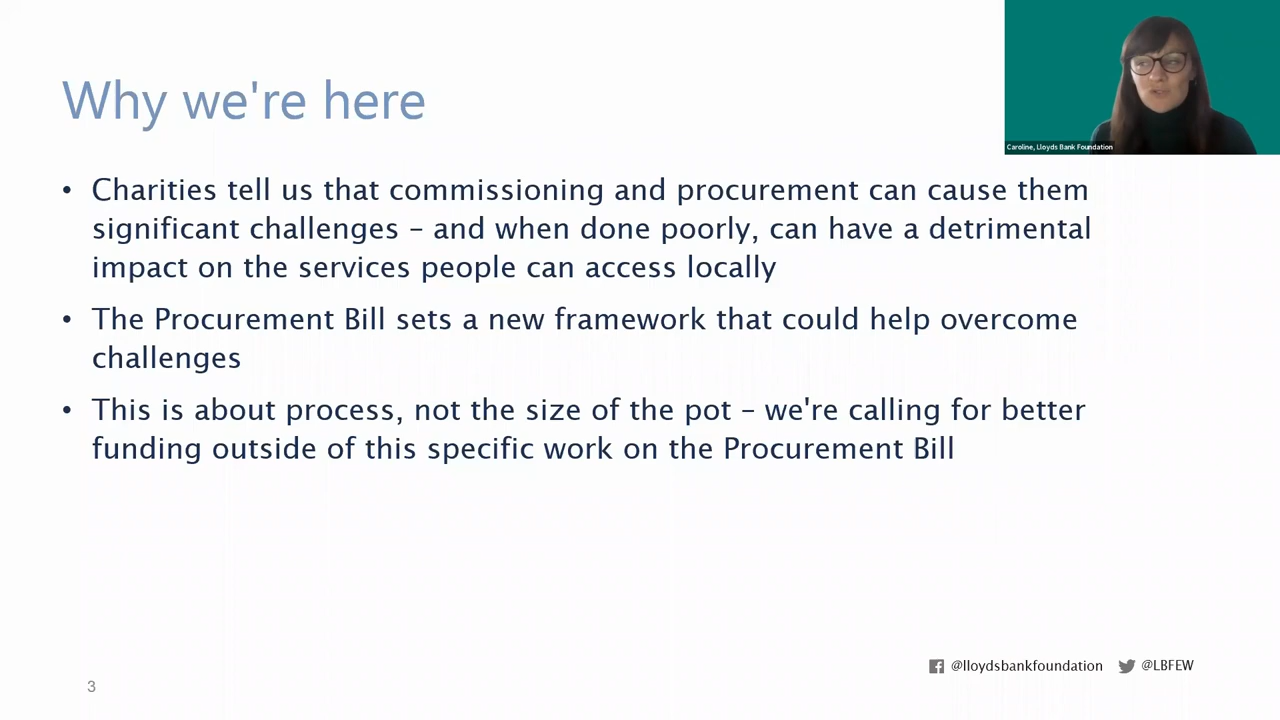 Why we're here
Caroline, Lloyds Bank Foundation
• Charities tell us that commissioning and procurement can cause them
significant challenges – and when done poorly, can have a detrimental
impact on the services people can access locally
• The Procurement Bill sets a new framework that could help overcome
challenges
• This is about process, not the size of the pot – we're calling for better
funding outside of this specific work on the Procurement Bill
@lloydsbankfoundation @LBFEW
3